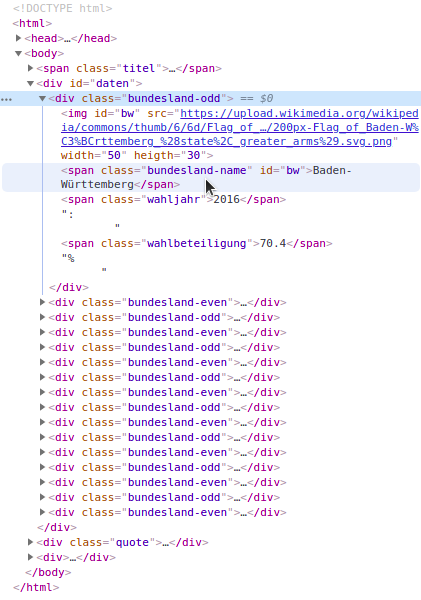 <!DOCTYPE html>
<html>
<head>…</head>
<body>
<span class="titel">…</span>
<div id="daten">
<div class="bundesland-odd"> == $0
<img id="bw" src="https://upload.wikimedia.org/wikiped
ia/commons/thumb/6/6d/Flag_of_…/200px-Flag_of_Baden-W%
C3%BCrttemberg_%28state%2C_greater_arms%29.svg.png"
width="50" heigth="30">
<span class="bundesland-name" id="bw">Baden-
Württemberg</span>
<span class="wahljahr">2016</span>
":
"
<span class="wahlbeteiligung">70.4</span>
"%
"
</div>
<div class="bundesland-even">…</div>
<div class="bundesland-odd">…</div>
<div class="bundesland-even">…</div>
<div class="bundesland-odd">…</div>
<div class="bundesland-even">…</div>
<div class="bundesland-odd">…</div>
<div class="bundesland-even">…</div>
<div class="bundesland-odd">…</div>
<div class="bundesland-even">…</div>
<div class="bundesland-odd">…</div>
<div class="bundesland-even">…</div>
<div class="bundesland-odd">…</div>
<div class="bundesland-even">…</div>
<div class="bundesland-odd">…</div>
<div class="bundesland-even">…</div>
</div>
<div class="quote">…</div>
<div>…</div>
</body>
</html>